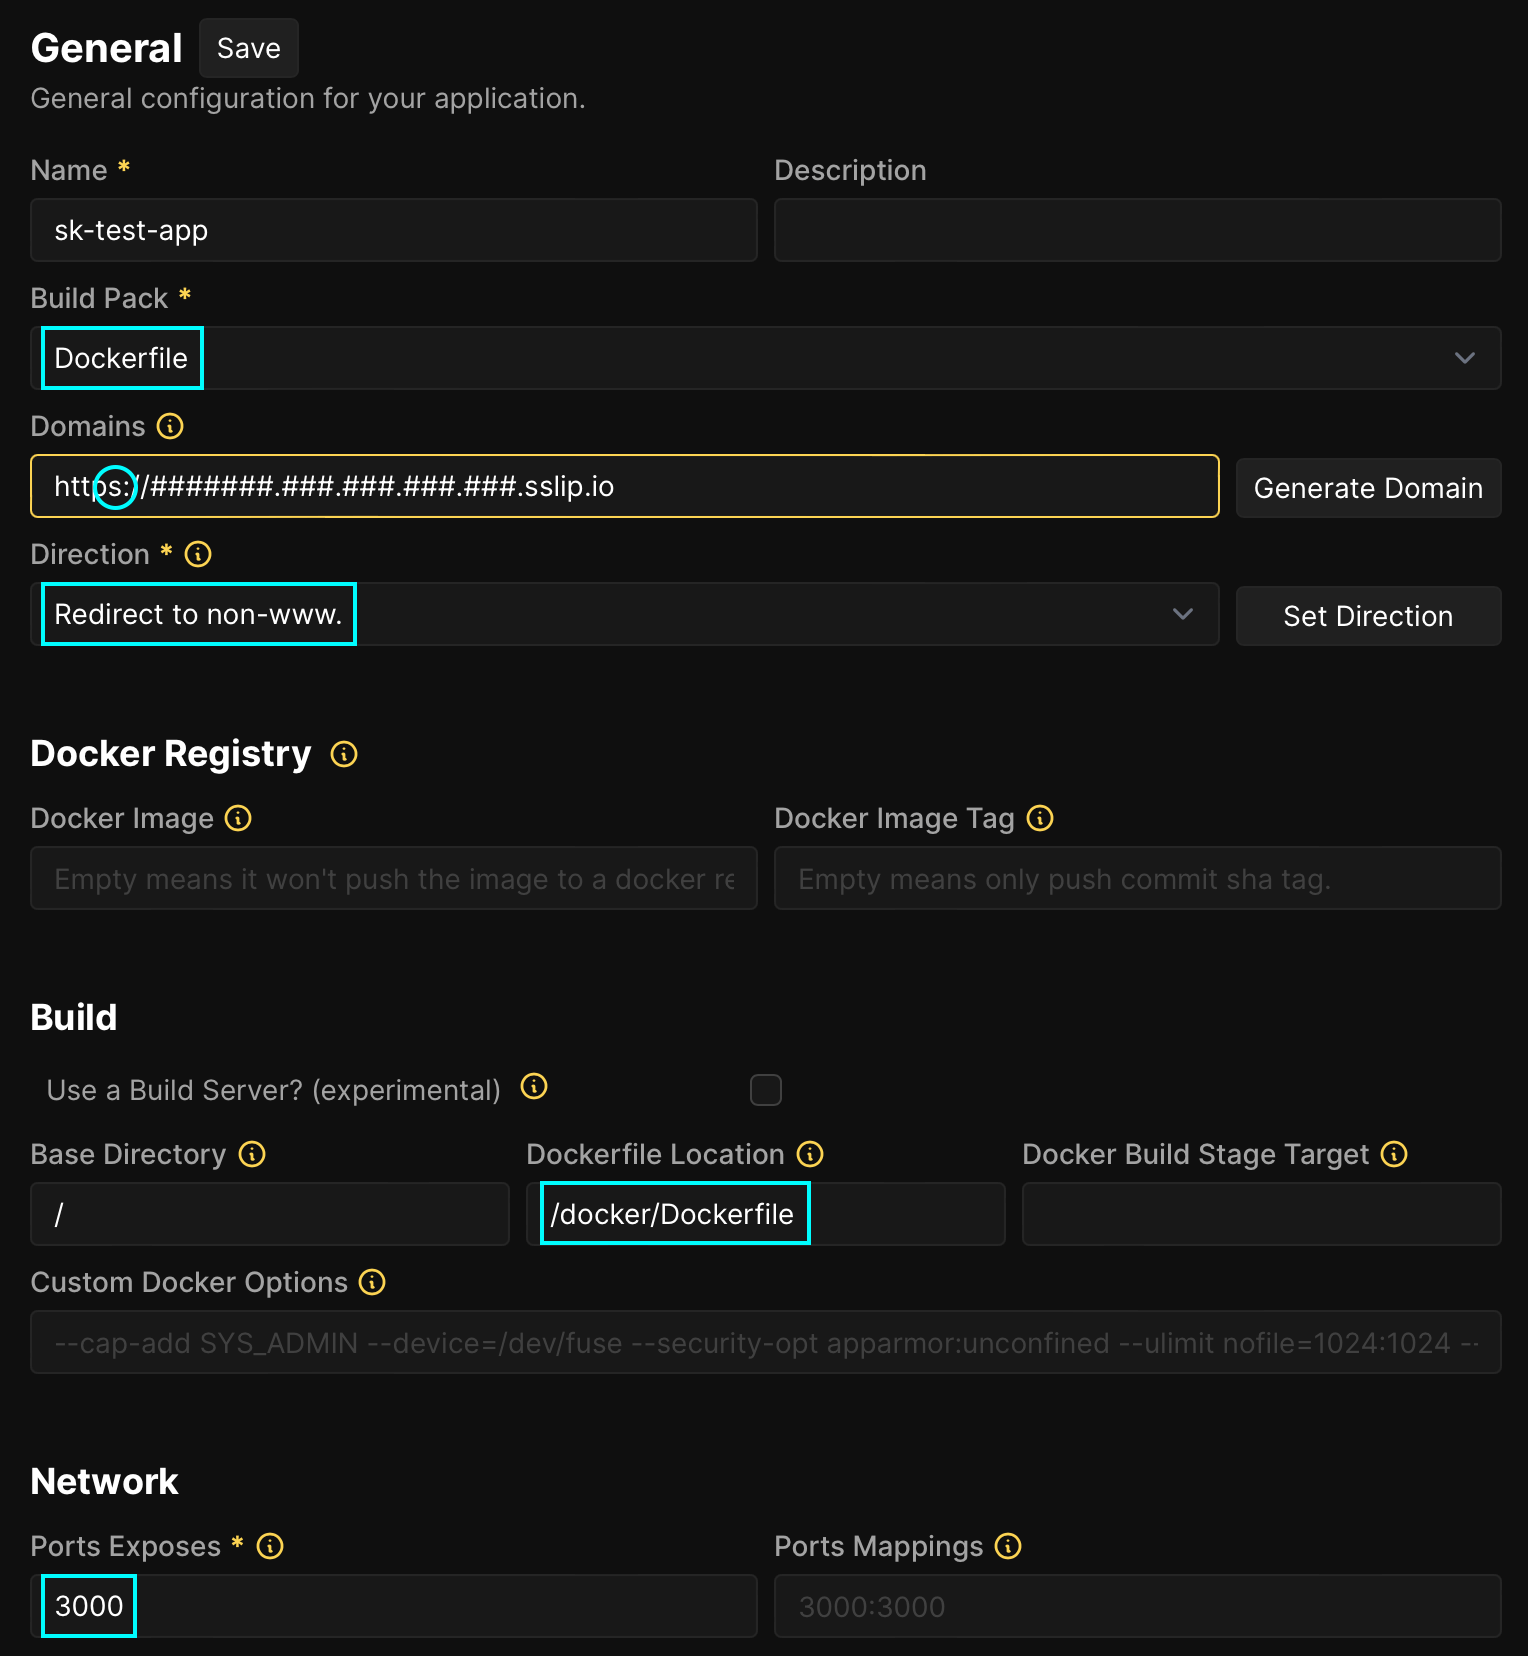 General Save
General configuration for your application.
Name * Description
sk-test-app
Build Pack *
Dockerfile
Domains
https://#######.###.###.###.###.sslip.io Generate Domain
Direction *
Redirect to non-www. Set Direction
Docker Registry
Docker Image Docker Image Tag
Empty means it won't push the image to a docker re Empty means only push commit sha tag.
Build
Use a Build Server? (experimental)
Base Directory Dockerfile Location Docker Build Stage Target
/ /docker/Dockerfile
Custom Docker Options
--cap-add SYS_ADMIN --device=/dev/fuse --security-opt apparmor:unconfined --ulimit nofile=1024:1024 --
Network
Ports Exposes * Ports Mappings
3000 3000:3000